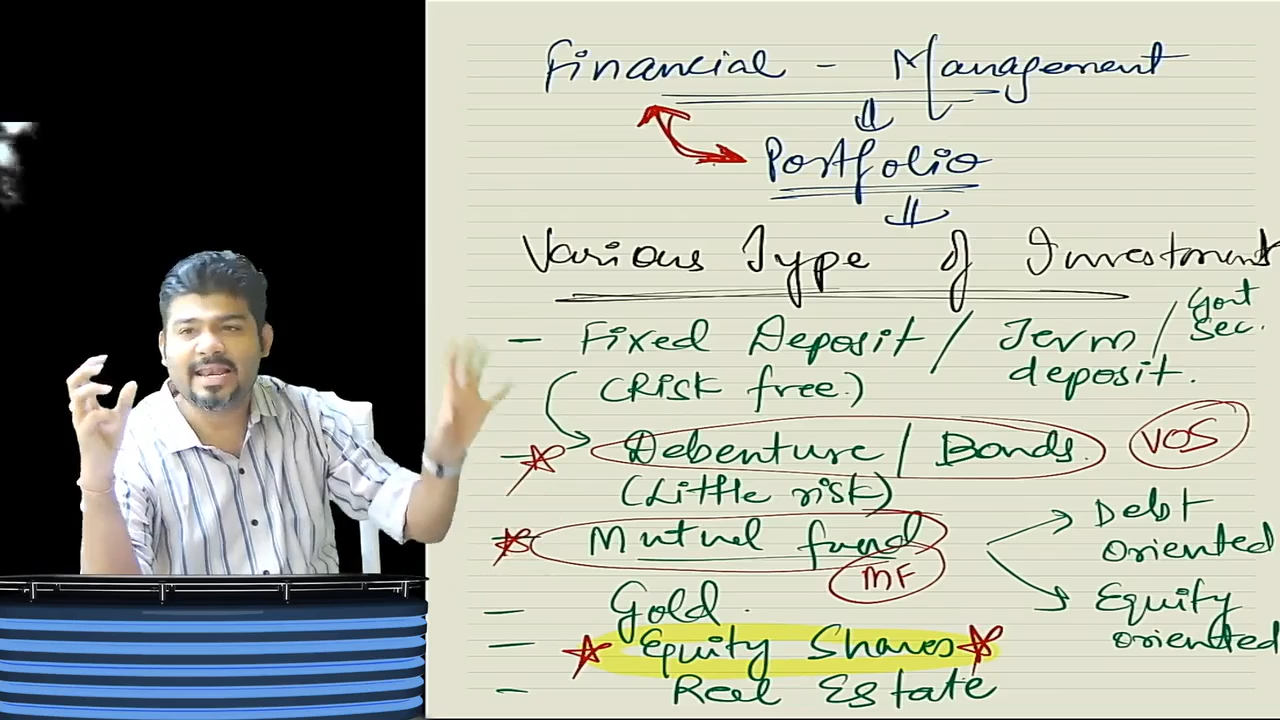 Financial - Management
Portfolio
Various Type of Investment
- Fixed Deposit / Term deposit. / Govt Sec.
(Risk free.)
- Debenture / Bonds. VOS
(Little risk)
Mutual fund
MF
Debt oriented
Equity oriented
- Gold.
- Equity Shares
- Real Estate